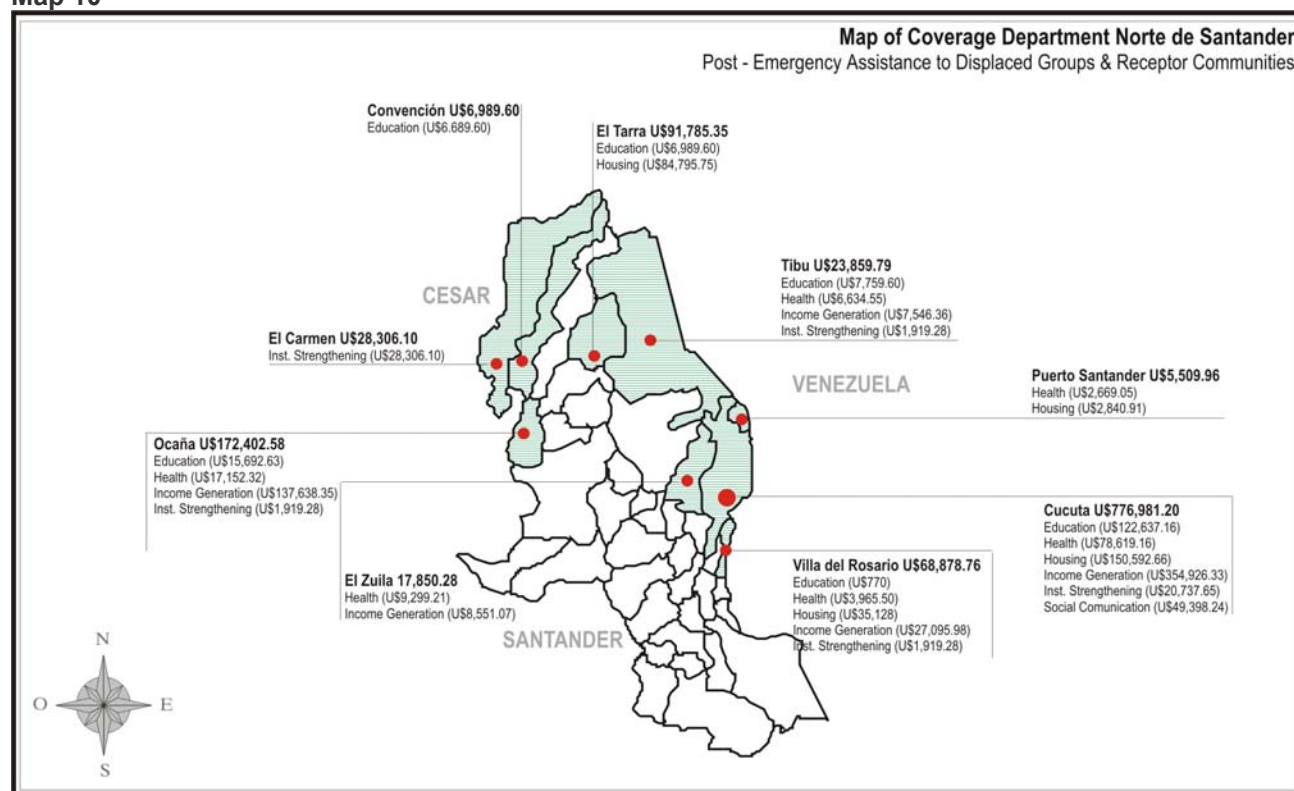 Map 10
Map of Coverage Department Norte de Santander
Post - Emergency Assistance to Displaced Groups & Receptor Communities
Convención U$6,989.60
Education (U$6.689.60)
El Tarra U$91,785.35
Education (U$6,989.60)
Housing (U$84,795.75)
Tibu U$23,859.79
Education (U$7,759.60)
Health (U$6,634.55)
Income Generation (U$7,546.36)
Inst. Strengthening (U$1,919.28)
CESAR
El Carmen U$28,306.10
Inst. Strengthening (U$28,306.10)
VENEZUELA
Puerto Santander U$5,509.96
Health (U$2,669.05)
Housing (U$2,840.91)
Ocaña U$172,402.58
Education (U$15,692.63)
Health (U$17,152.32)
Income Generation (U$137,638.35)
Inst. Strengthening (U$1,919.28)
Cucuta U$776,981.20
Education (U$122,637.16)
Health (U$78,619.16)
Housing (U$150,592.66)
Income Generation (U$354,926.33)
Inst. Strengthening (U$20,737.65)
Social Comunication (U$49,398.24)
Villa del Rosario U$68,878.76
Education (U$770)
Health (U$3,965.50)
Housing (U$35,128)
Income Generation (U$27,095.98)
Inst. Strengthening (U$1,919.28)
El Zuila 17,850.28
Health (U$9,299.21)
Income Generation (U$8,551.07)
SANTANDER
N
O
E
S